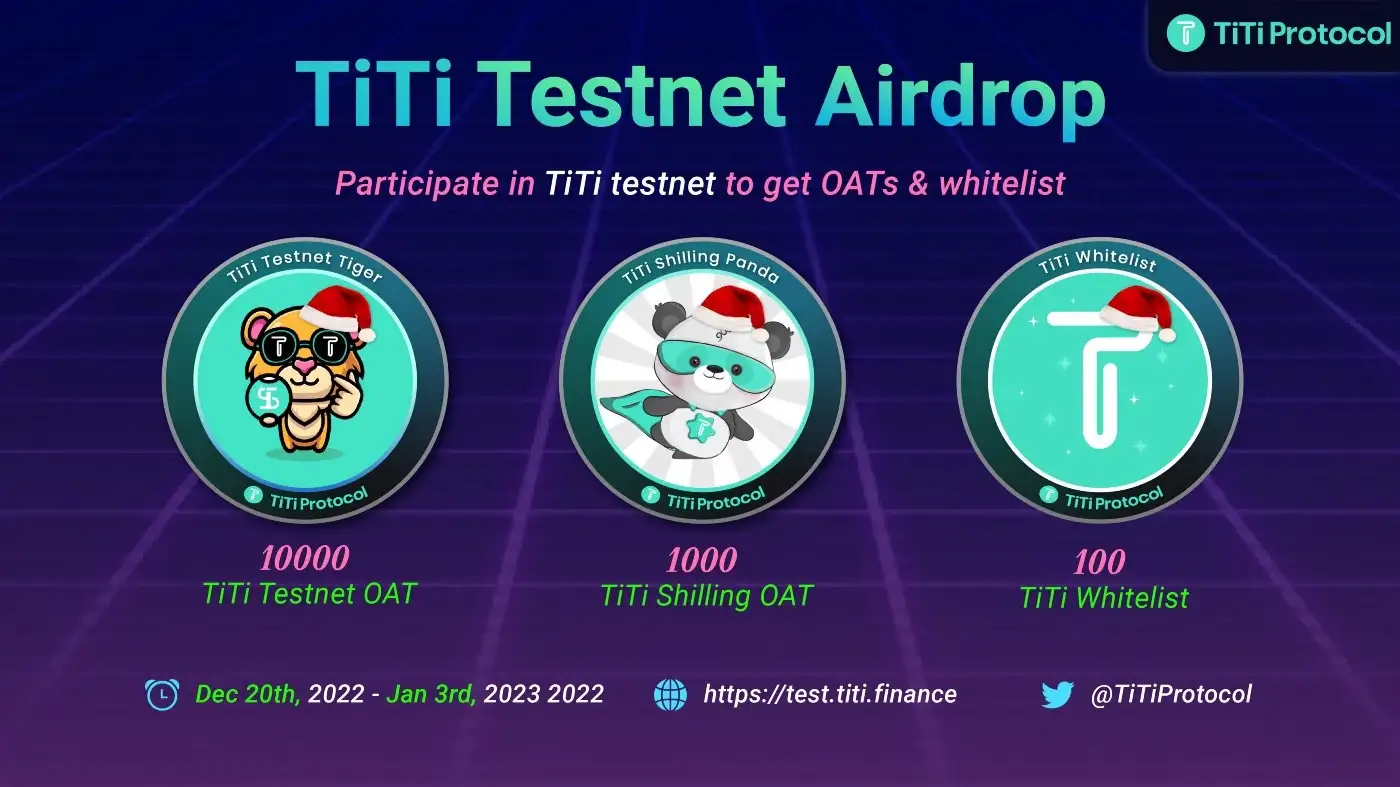 TiTi Protocol
TiTi Testnet Airdrop
Participate in TiTi testnet to get OATs & whitelist
TiTi Testnet Tiger
TiTi Protocol
TiTi Shilling Panda
TiTi Protocol
TiTi Whitelist
TiTi Protocol
10000
TiTi Testnet OAT
1000
TiTi Shilling OAT
100
TiTi Whitelist
Dec 20th, 2022 - Jan 3rd, 2023 2022
https://test.titi.finance
@TiTiProtocol